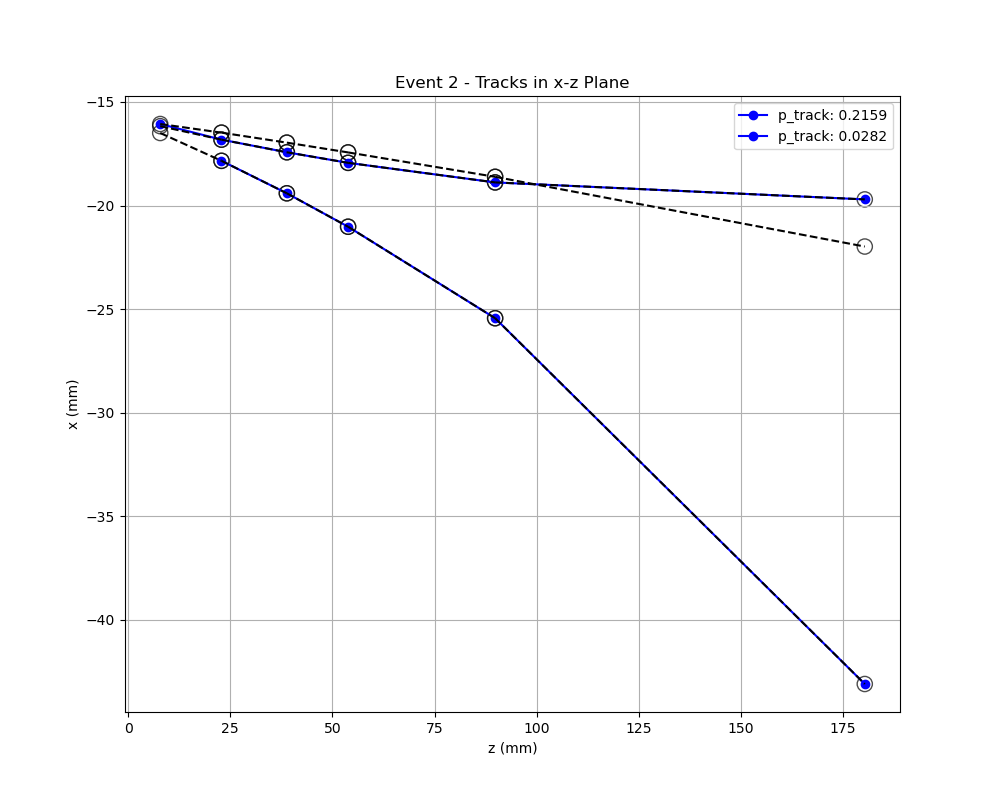 Event 2 - Tracks in x-z Plane
p_track: 0.2159
p_track: 0.0282
−15
−20
−25
−30
−35
−40
x (mm)
0 25 50 75 100 125 150 175
z (mm)